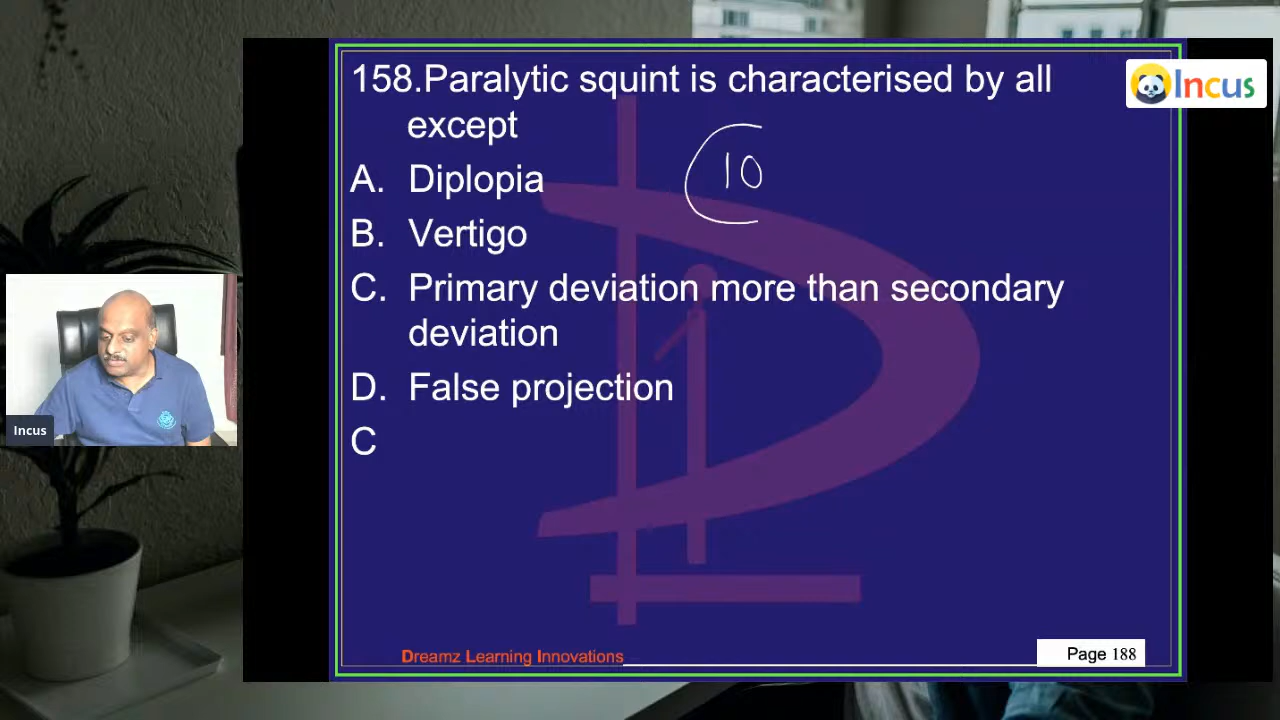 158.Paralytic squint is characterised by all
except
10
A. Diplopia
B. Vertigo
C. Primary deviation more than secondary
deviation
D. False projection
C
Incus
Incus
Dreamz Learning Innovations
Page 188